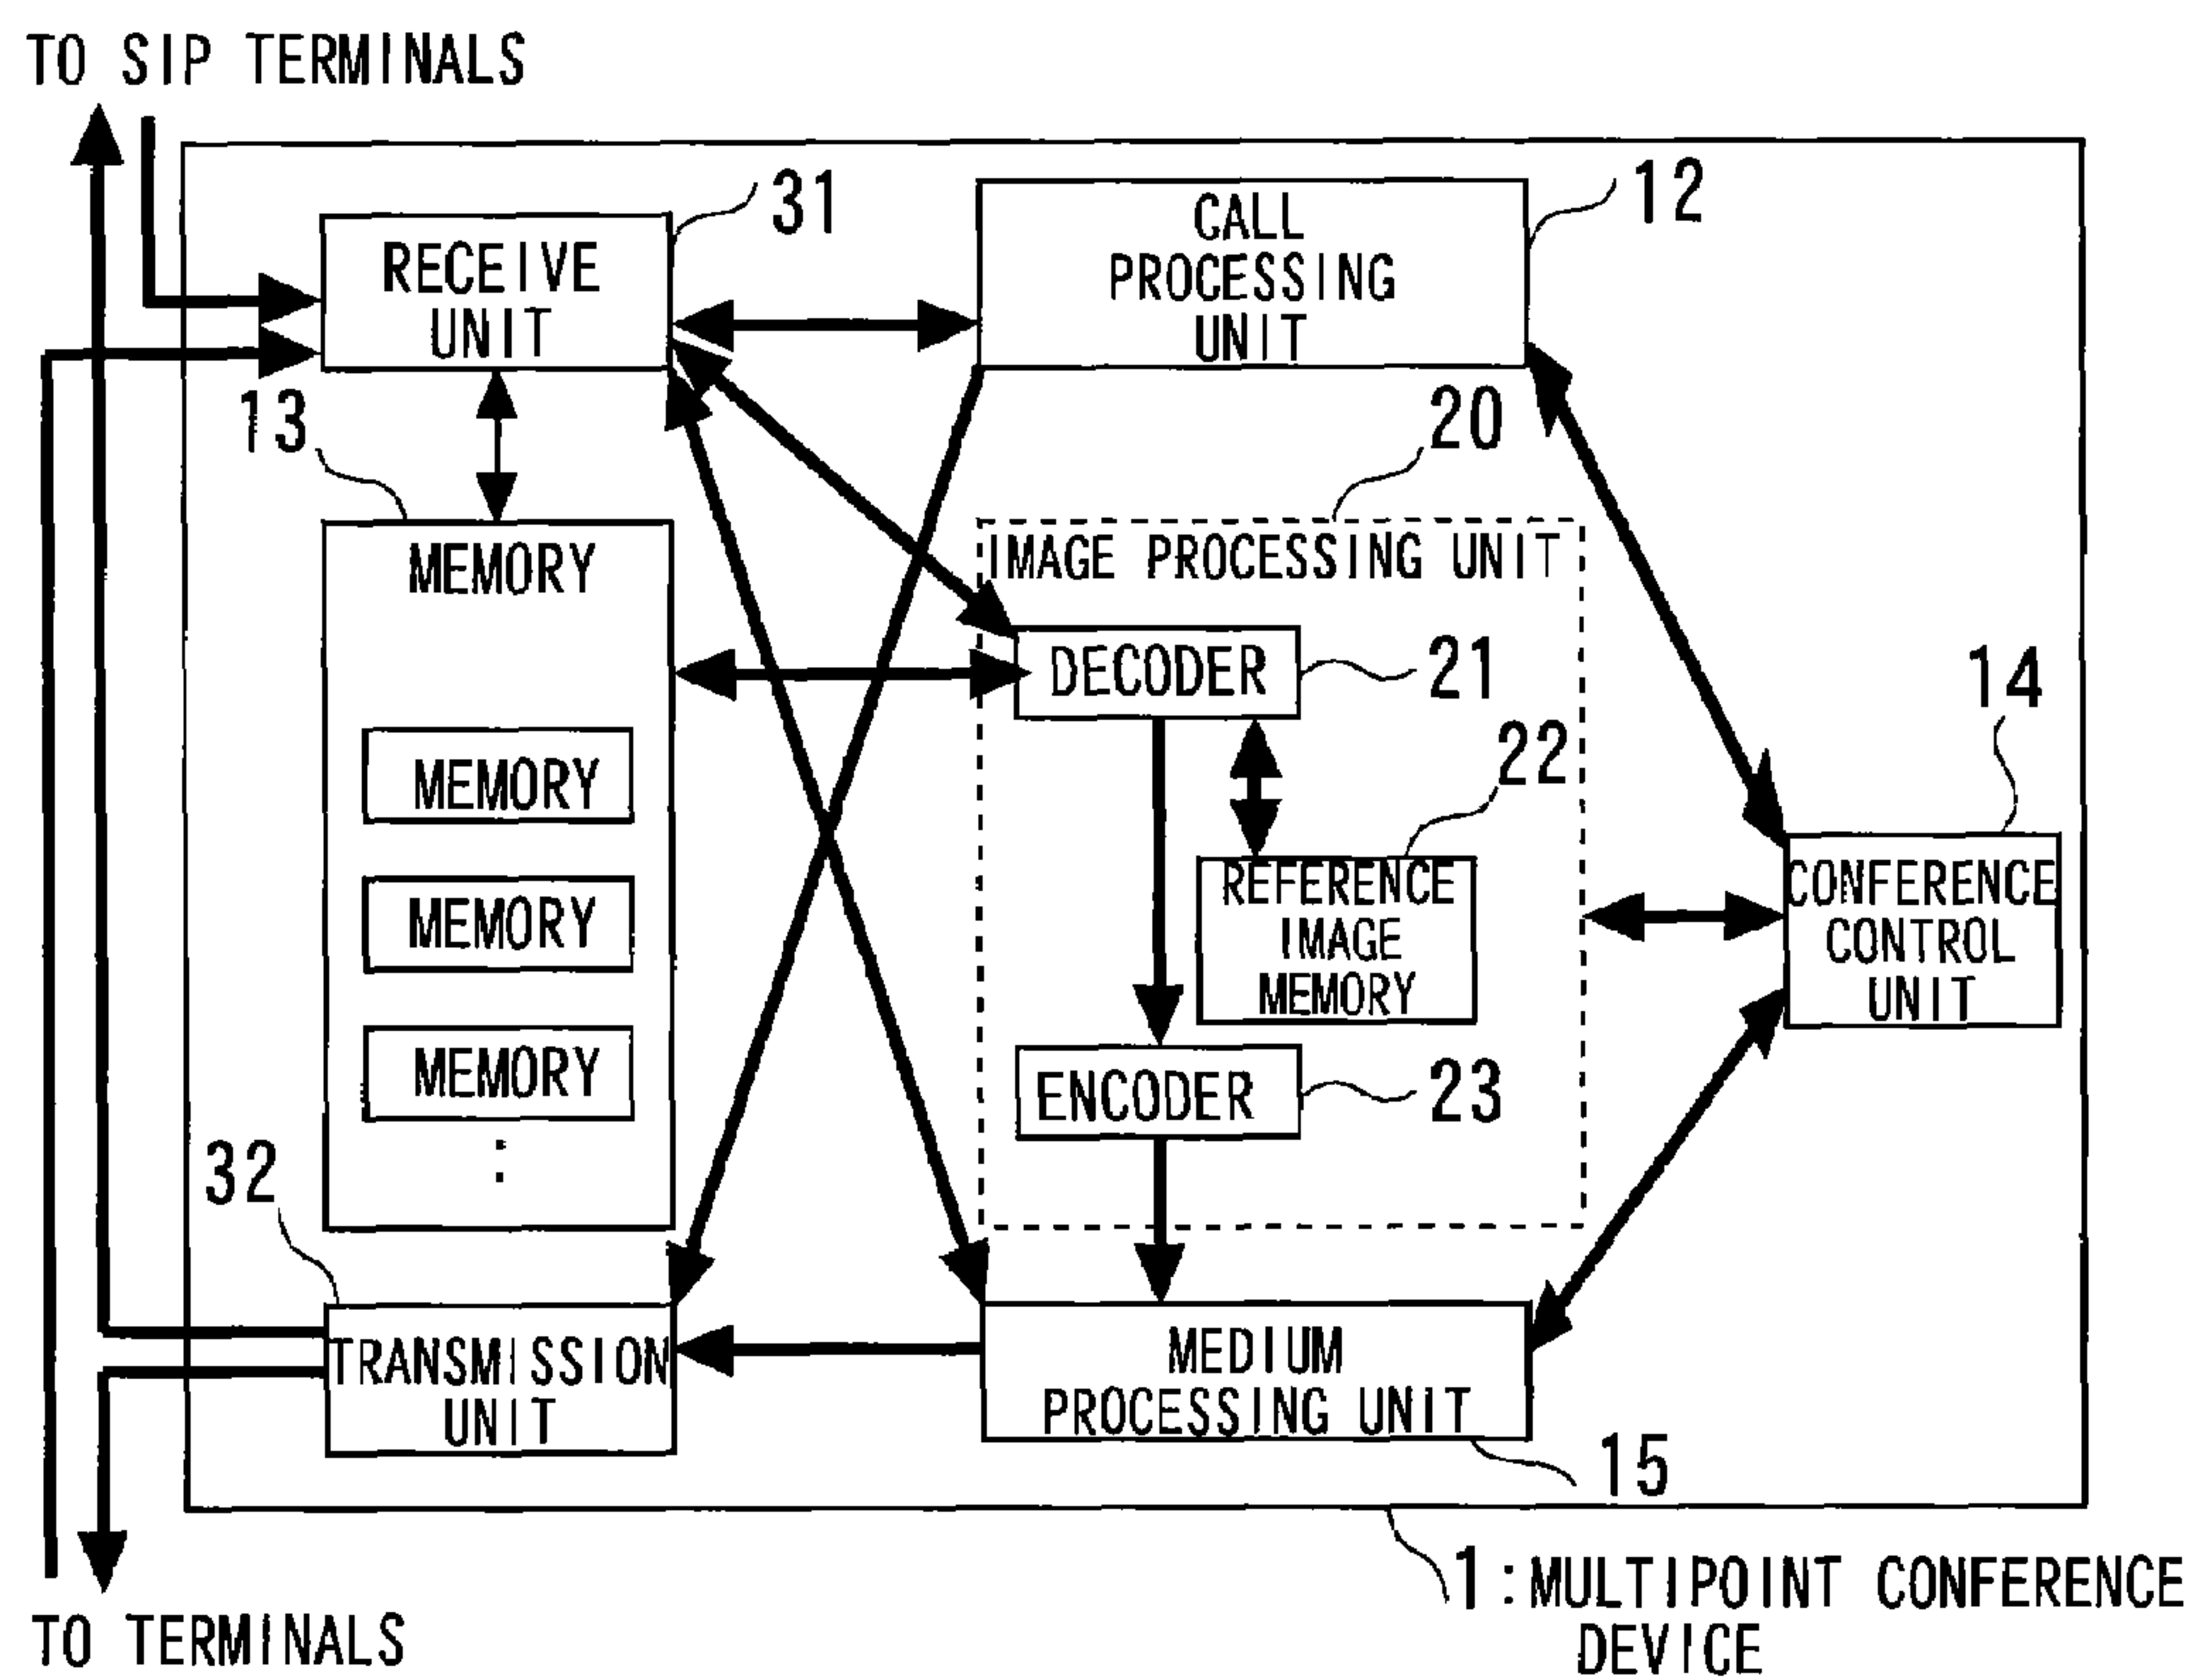 TO SIP TERMINALS
31
12
RECEIVE
UNIT
CALL
PROCESSING
UNIT
13
20
MEMORY
IMAGE PROCESSING UNIT
DECODER
21
14
22
MEMORY
REFERENCE
IMAGE
MEMORY
CONFERENCE
CONTROL
UNIT
MEMORY
MEMORY
:
ENCODER
23
32
TRANSMISSION
UNIT
MEDIUM
PROCESSING UNIT
15
1:MULTIPOINT CONFERENCE
DEVICE
TO TERMINALS